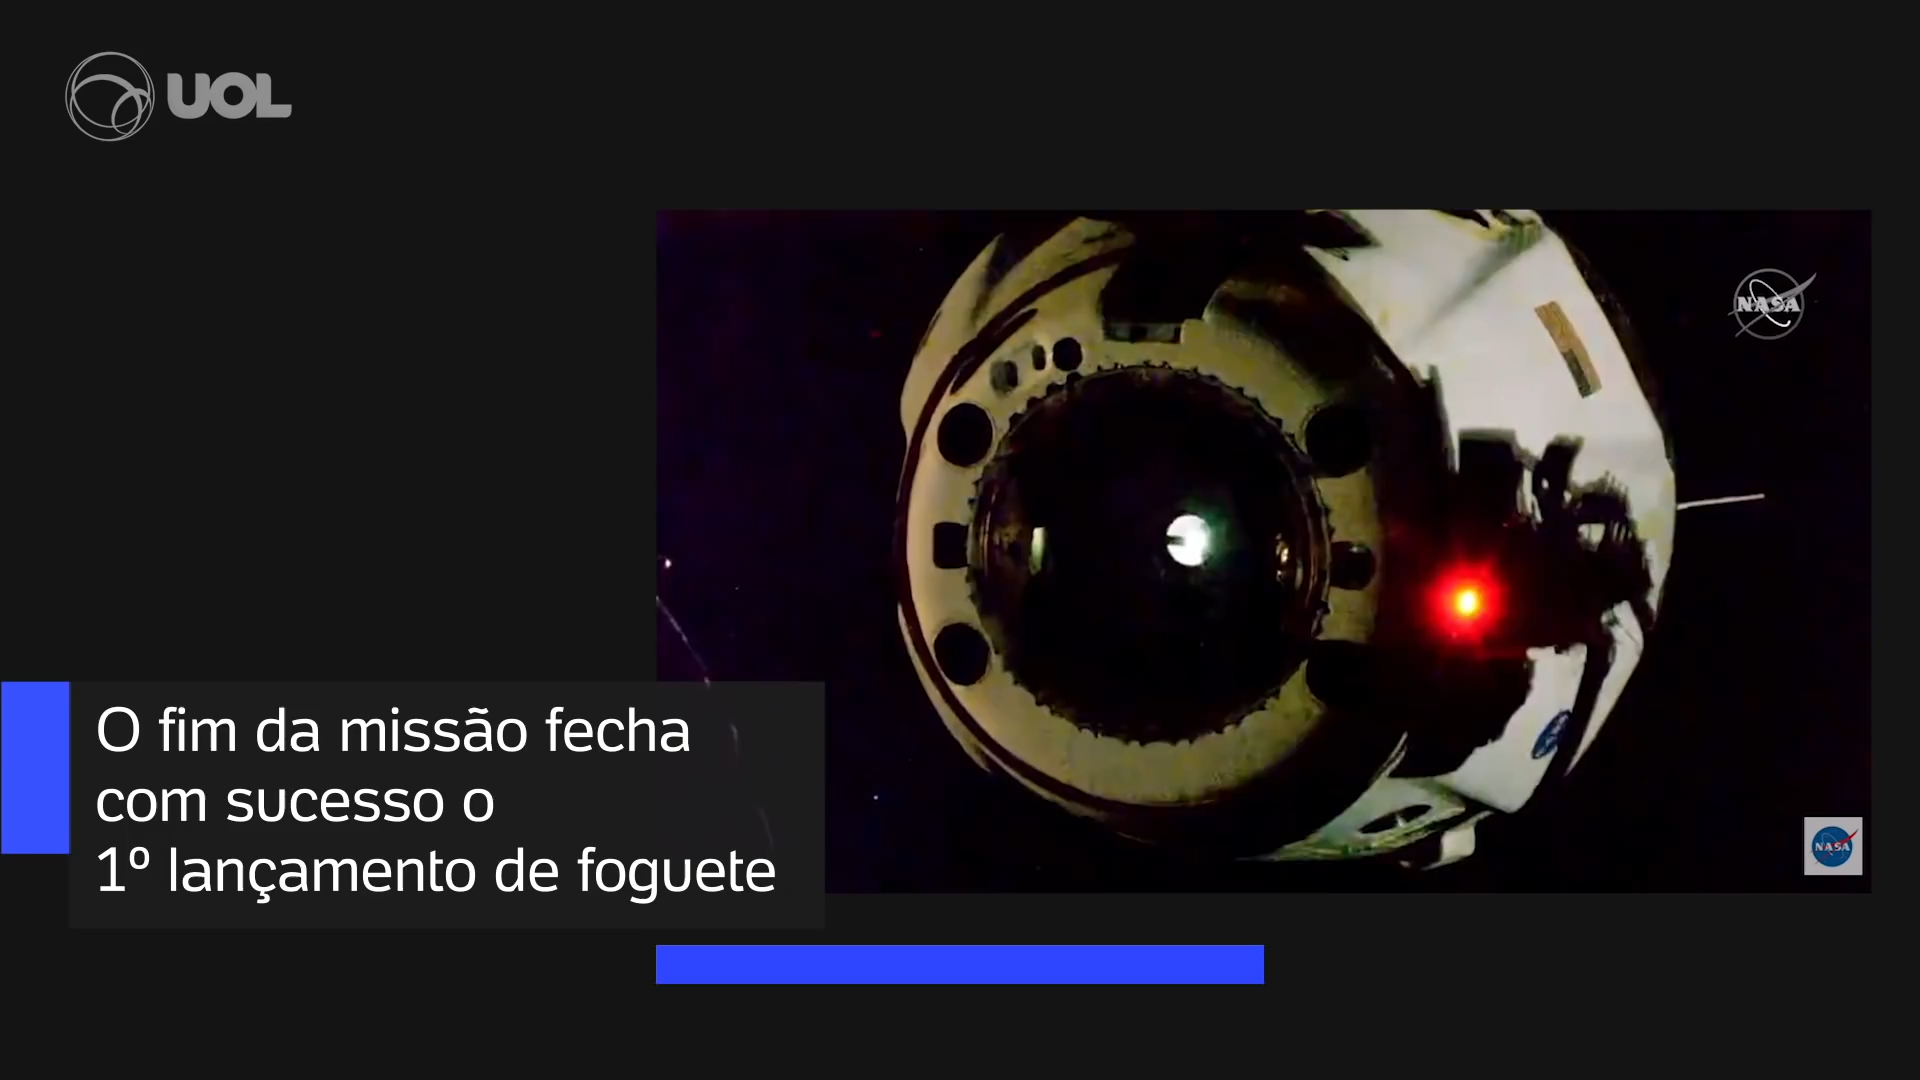 UOL
NASA
O fim da missão fecha
com sucesso o
1º lançamento de foguete
NASA